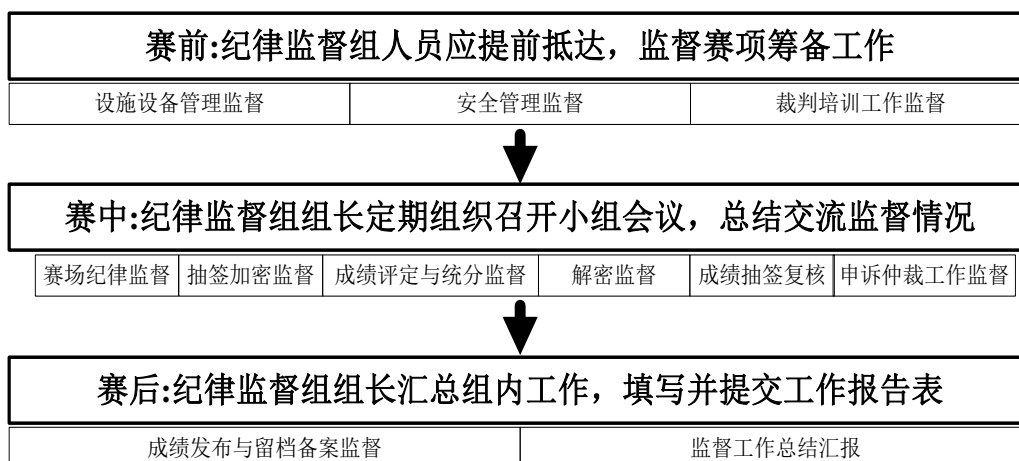 赛前:纪律监督组人员应提前抵达，监督赛项筹备工作
设施设备管理监督 安全管理监督 裁判培训工作监督
赛中:纪律监督组组长定期组织召开小组会议，总结交流监督情况
赛场纪律监督 抽签加密监督 成绩评定与统分监督 解密监督 成绩抽签复核 申诉仲裁工作监督
赛后:纪律监督组组长汇总组内工作，填写并提交工作报告表
成绩发布与留档备案监督 监督工作总结汇报